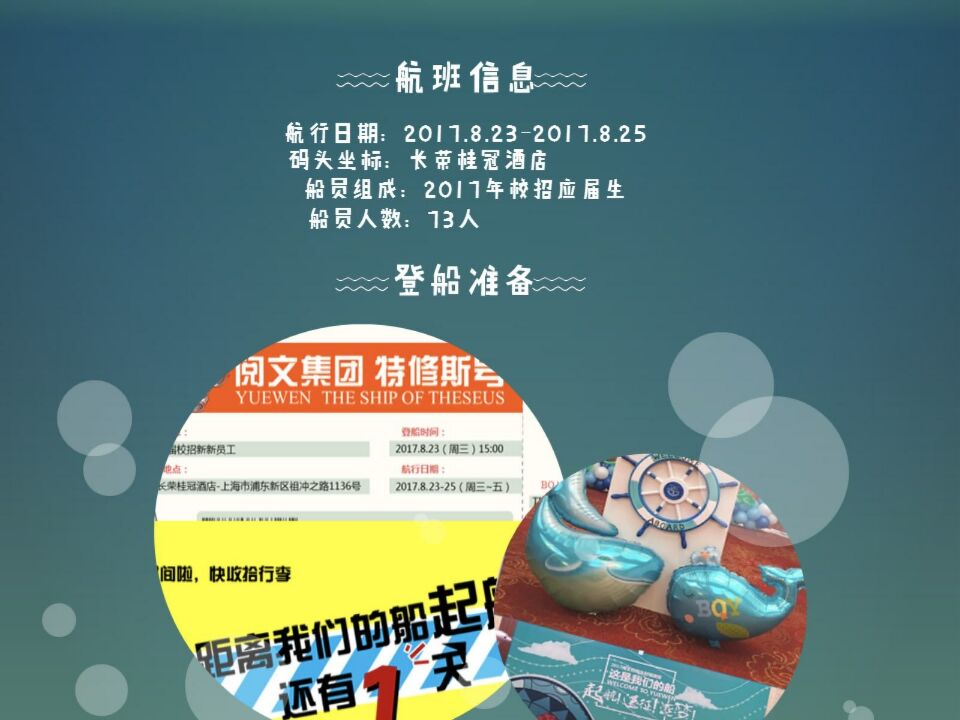 航班信息
航行日期：2017.8.23-2017.8.25
码头坐标：长荣桂冠酒店
船员组成：2017年校招应届生
船员人数：73人
登船准备
阅文集团 特修斯号
YUEWEN THE SHIP OF THESEUS
登船时间：
届校招新新员工
2017.8.23（周三）15:00
地点：
航行日期：
长荣桂冠酒店-上海市浦东新区祖冲之路1136号
2017.8.23-25（周三~五）
间啦，快收拾行李
距离我们的船起航
还有1天
ABOARD
BOY
这是我们的船
WELCOME TO YUEWEN